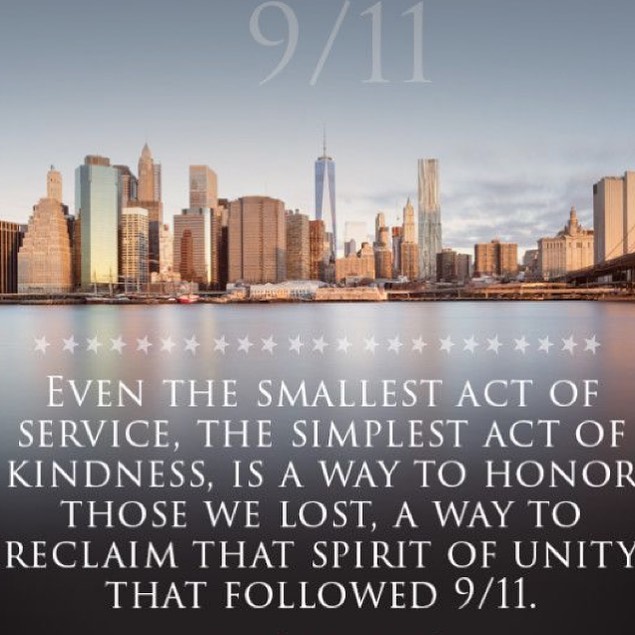 9/11
EVEN THE SMALLEST ACT OF
SERVICE, THE SIMPLEST ACT OF
KINDNESS, IS A WAY TO HONOR
THOSE WE LOST, A WAY TO
RECLAIM THAT SPIRIT OF UNITY
THAT FOLLOWED 9/11.